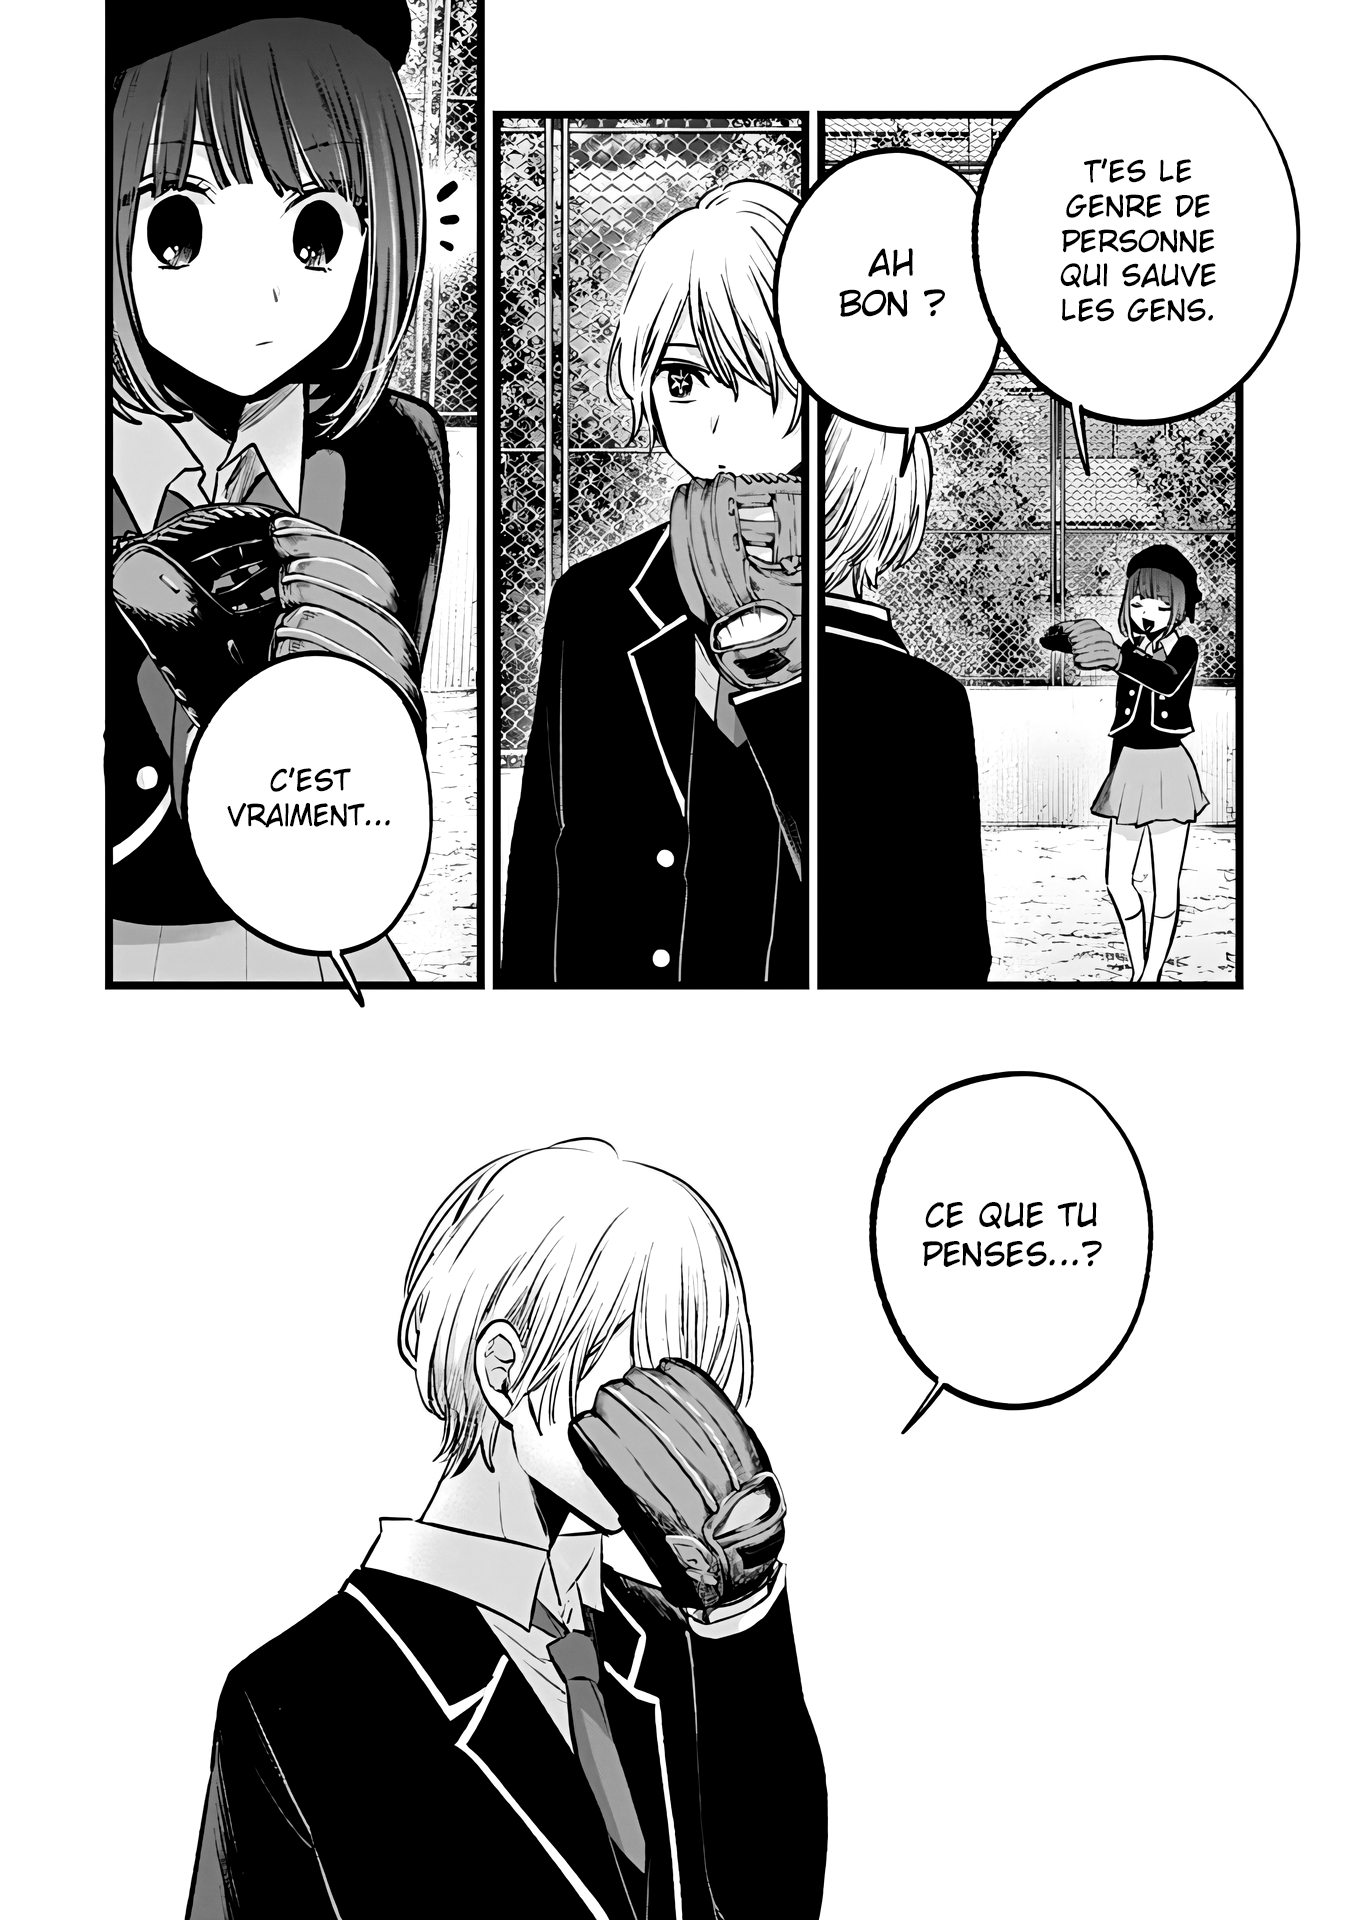 T'ES LE
GENRE DE
PERSONNE
QUI SAUVE
LES GENS.
AH
BON ?
C'EST
VRAIMENT...
CE QUE TU
PENSES...?